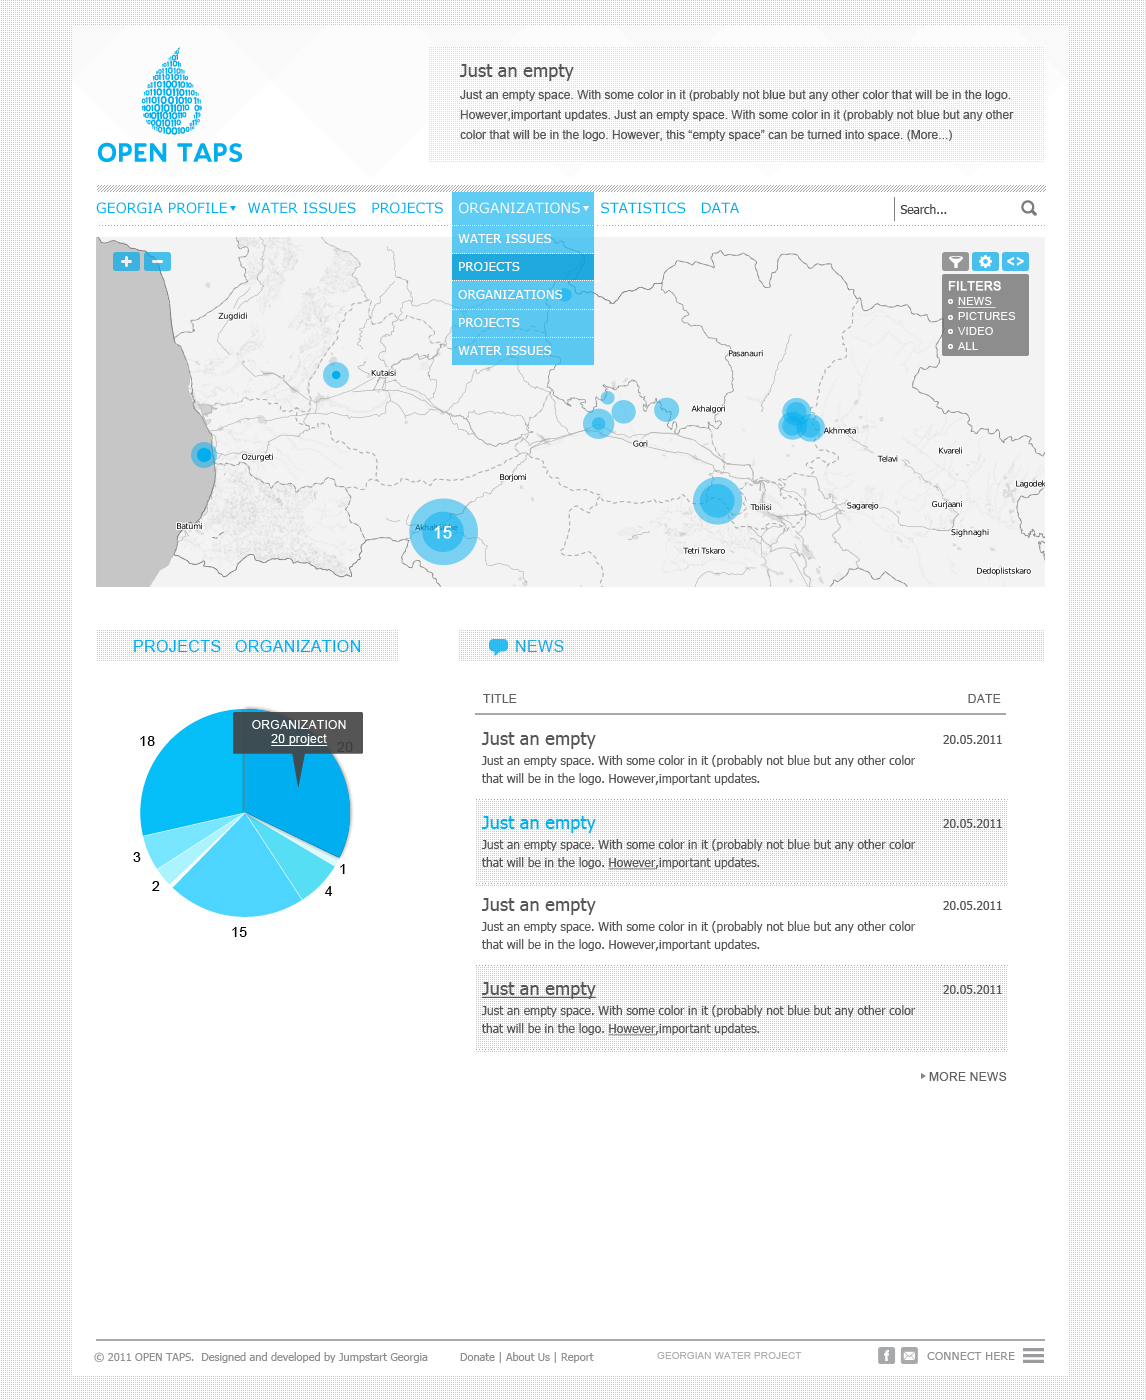 OPEN TAPS
Just an empty
Just an empty space. With some color in it (probably not blue but any other color that will be in the logo.
However,important updates. Just an empty space. With some color in it (probably not blue but any other
color that will be in the logo. However, this “empty space” can be turned into space. (More...)
GEORGIA PROFILE WATER ISSUES PROJECTS ORGANIZATIONS STATISTICS DATA Search...
WATER ISSUES
PROJECTS
ORGANIZATIONS
PROJECTS
WATER ISSUES
FILTERS
NEWS
PICTURES
VIDEO
ALL
Zugdidi
Kutaisi
Pasanauri
Akhalgori
Gori
Akhmeta
Telavi
Kvareli
Ozurgeti
Borjomi
Lagodek
Batumi
15
Tbilisi
Sagarejo
Gurjaani
Sighnaghi
Tetri Tskaro
Dedoplistskaro
PROJECTS ORGANIZATION
ORGANIZATION
20 project
20
18
3
2
15
4
1
NEWS
TITLE DATE
Just an empty 20.05.2011
Just an empty space. With some color in it (probably not blue but any other color
that will be in the logo. However,important updates.
Just an empty 20.05.2011
Just an empty space. With some color in it (probably not blue but any other color
that will be in the logo. However,important updates.
Just an empty 20.05.2011
Just an empty space. With some color in it (probably not blue but any other color
that will be in the logo. However,important updates.
Just an empty 20.05.2011
Just an empty space. With some color in it (probably not blue but any other color
that will be in the logo. However,important updates.
MORE NEWS
© 2011 OPEN TAPS. Designed and developed by Jumpstart Georgia
Donate | About Us | Report
GEORGIAN WATER PROJECT
CONNECT HERE